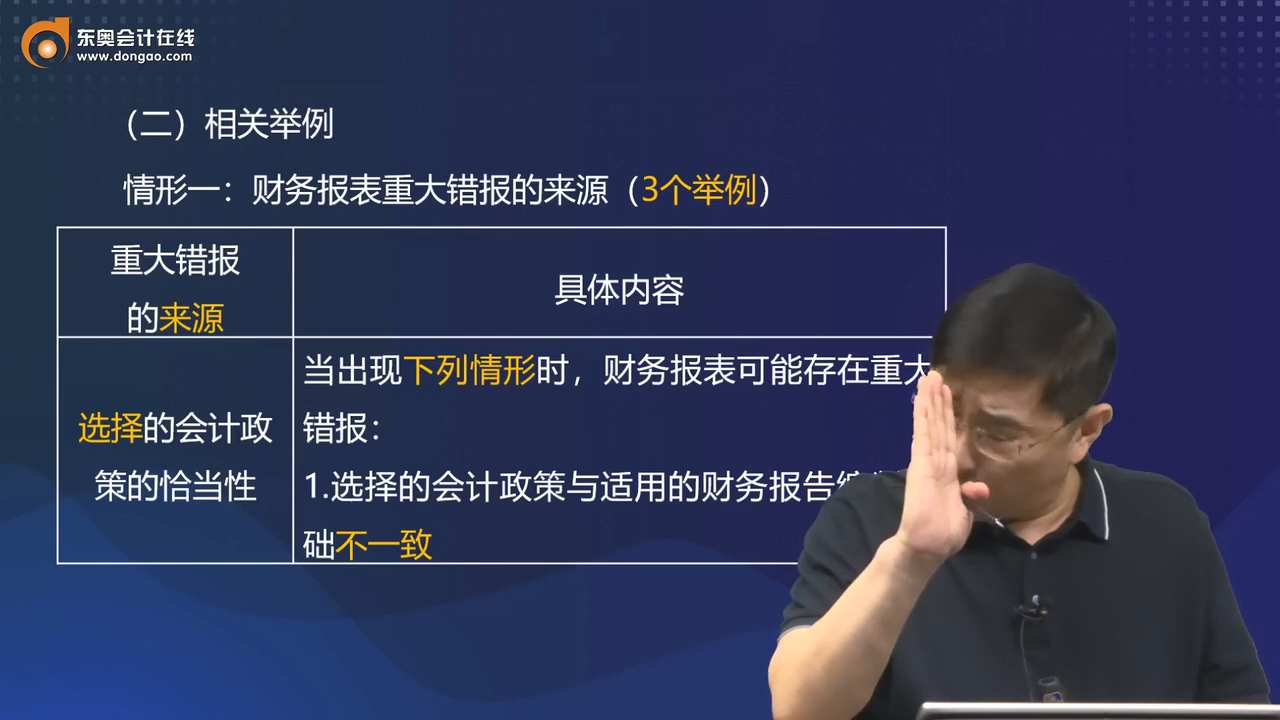 东奥会计在线
www.dongao.com
（二）相关举例
情形一：财务报表重大错报的来源（3个举例）
重大错报
的来源
具体内容
选择的会计政
策的恰当性
当出现下列情形时，财务报表可能存在重大
错报：
1.选择的会计政策与适用的财务报告
础不一致